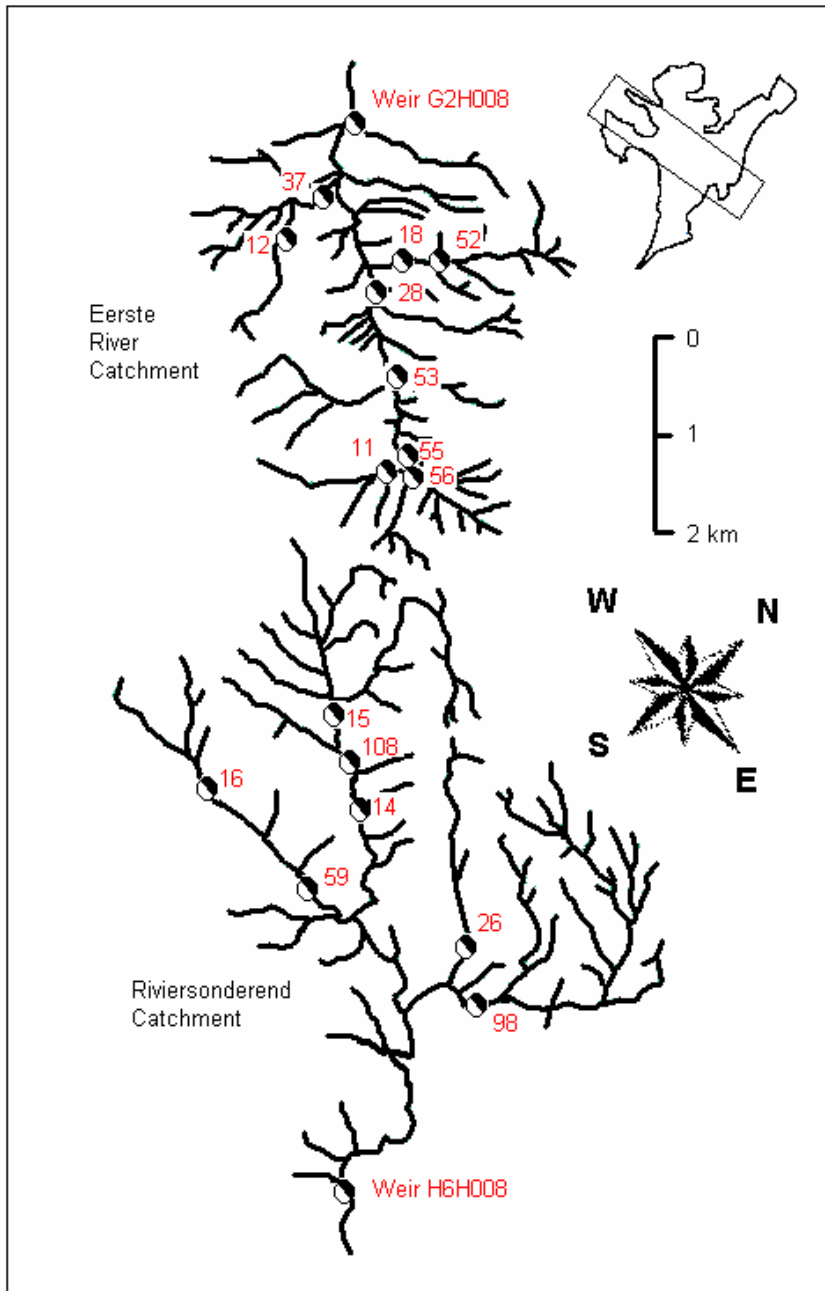 Weir G2H008
37
12
18
52
28
Eerste
River
Catchment
0
53
1
11
55
56
2 km
W
N
S
E
15
108
16
14
59
26
Riviersonderend
Catchment
98
Weir H6H008